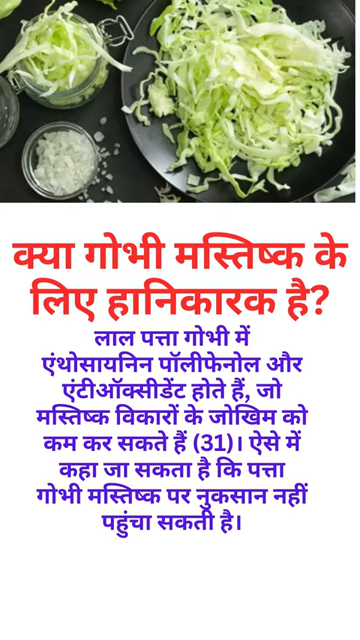 क्या गोभी मस्तिष्क के
लिए हानिकारक है?
लाल पत्ता गोभी में
एंथोसायनिन पॉलीफेनोल और
एंटीऑक्सीडेंट होते हैं, जो
मस्तिष्क विकारों के जोखिम को
कम कर सकते हैं (31)। ऐसे में
कहा जा सकता है कि पत्ता
गोभी मस्तिष्क पर नुकसान नहीं
पहुंचा सकती है।